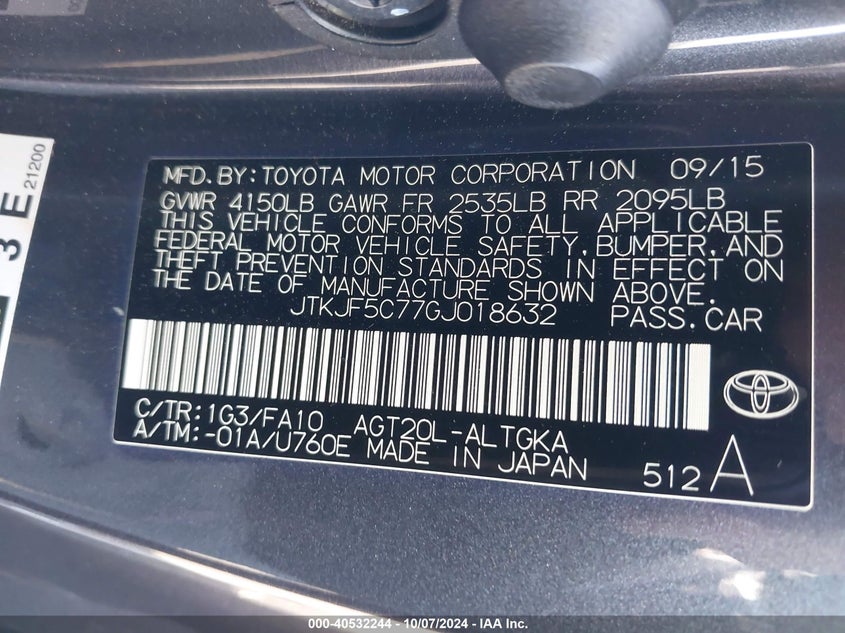 3 E
21200
MFD.BY:TOYOTA MOTOR CORPORATION 09/15
GVWR 4150LB GAWR FR 2535LB RR 2095LB
THIS VEHICLE CONFORMS TO ALL APPLICABLE
FEDERAL MOTOR VEHICLE SAFETY,BUMPER,AND
THEFT PREVENTION STANDARDS IN EFFECT ON
THE DATE OF MANUFACTURE SHOWN ABOVE.
JTKJF5C77GJ018632 PASS.CAR
C/TR:1G3/FA10 AGT20L-ALTGKA
A/TM:-01A/U760E MADE IN JAPAN 512 A
000-40532244 - 10/07/2024 - IAA Inc.